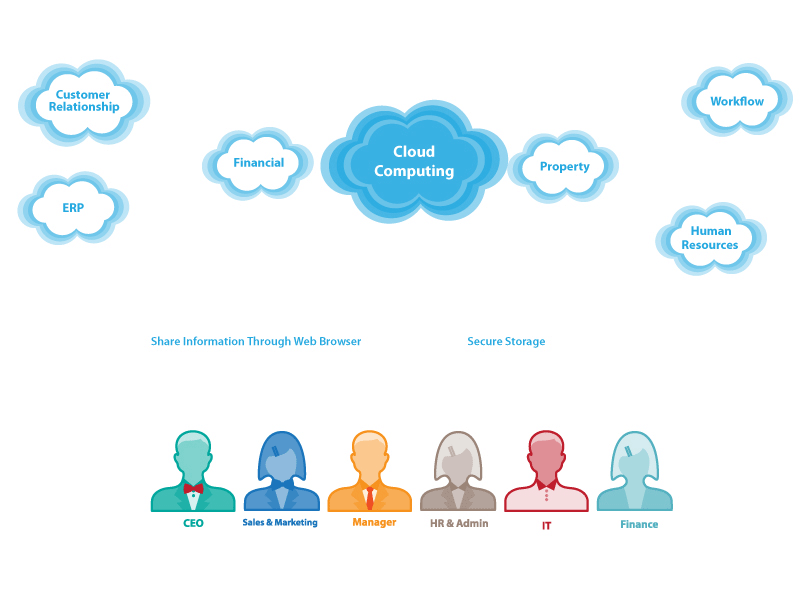 Customer
Relationship
Workflow
Cloud
Computing
Financial
Property
ERP
Human
Resources
Share Information Through Web Browser
Secure Storage
CEO
Sales & Marketing
Manager
HR & Admin
IT
Finance